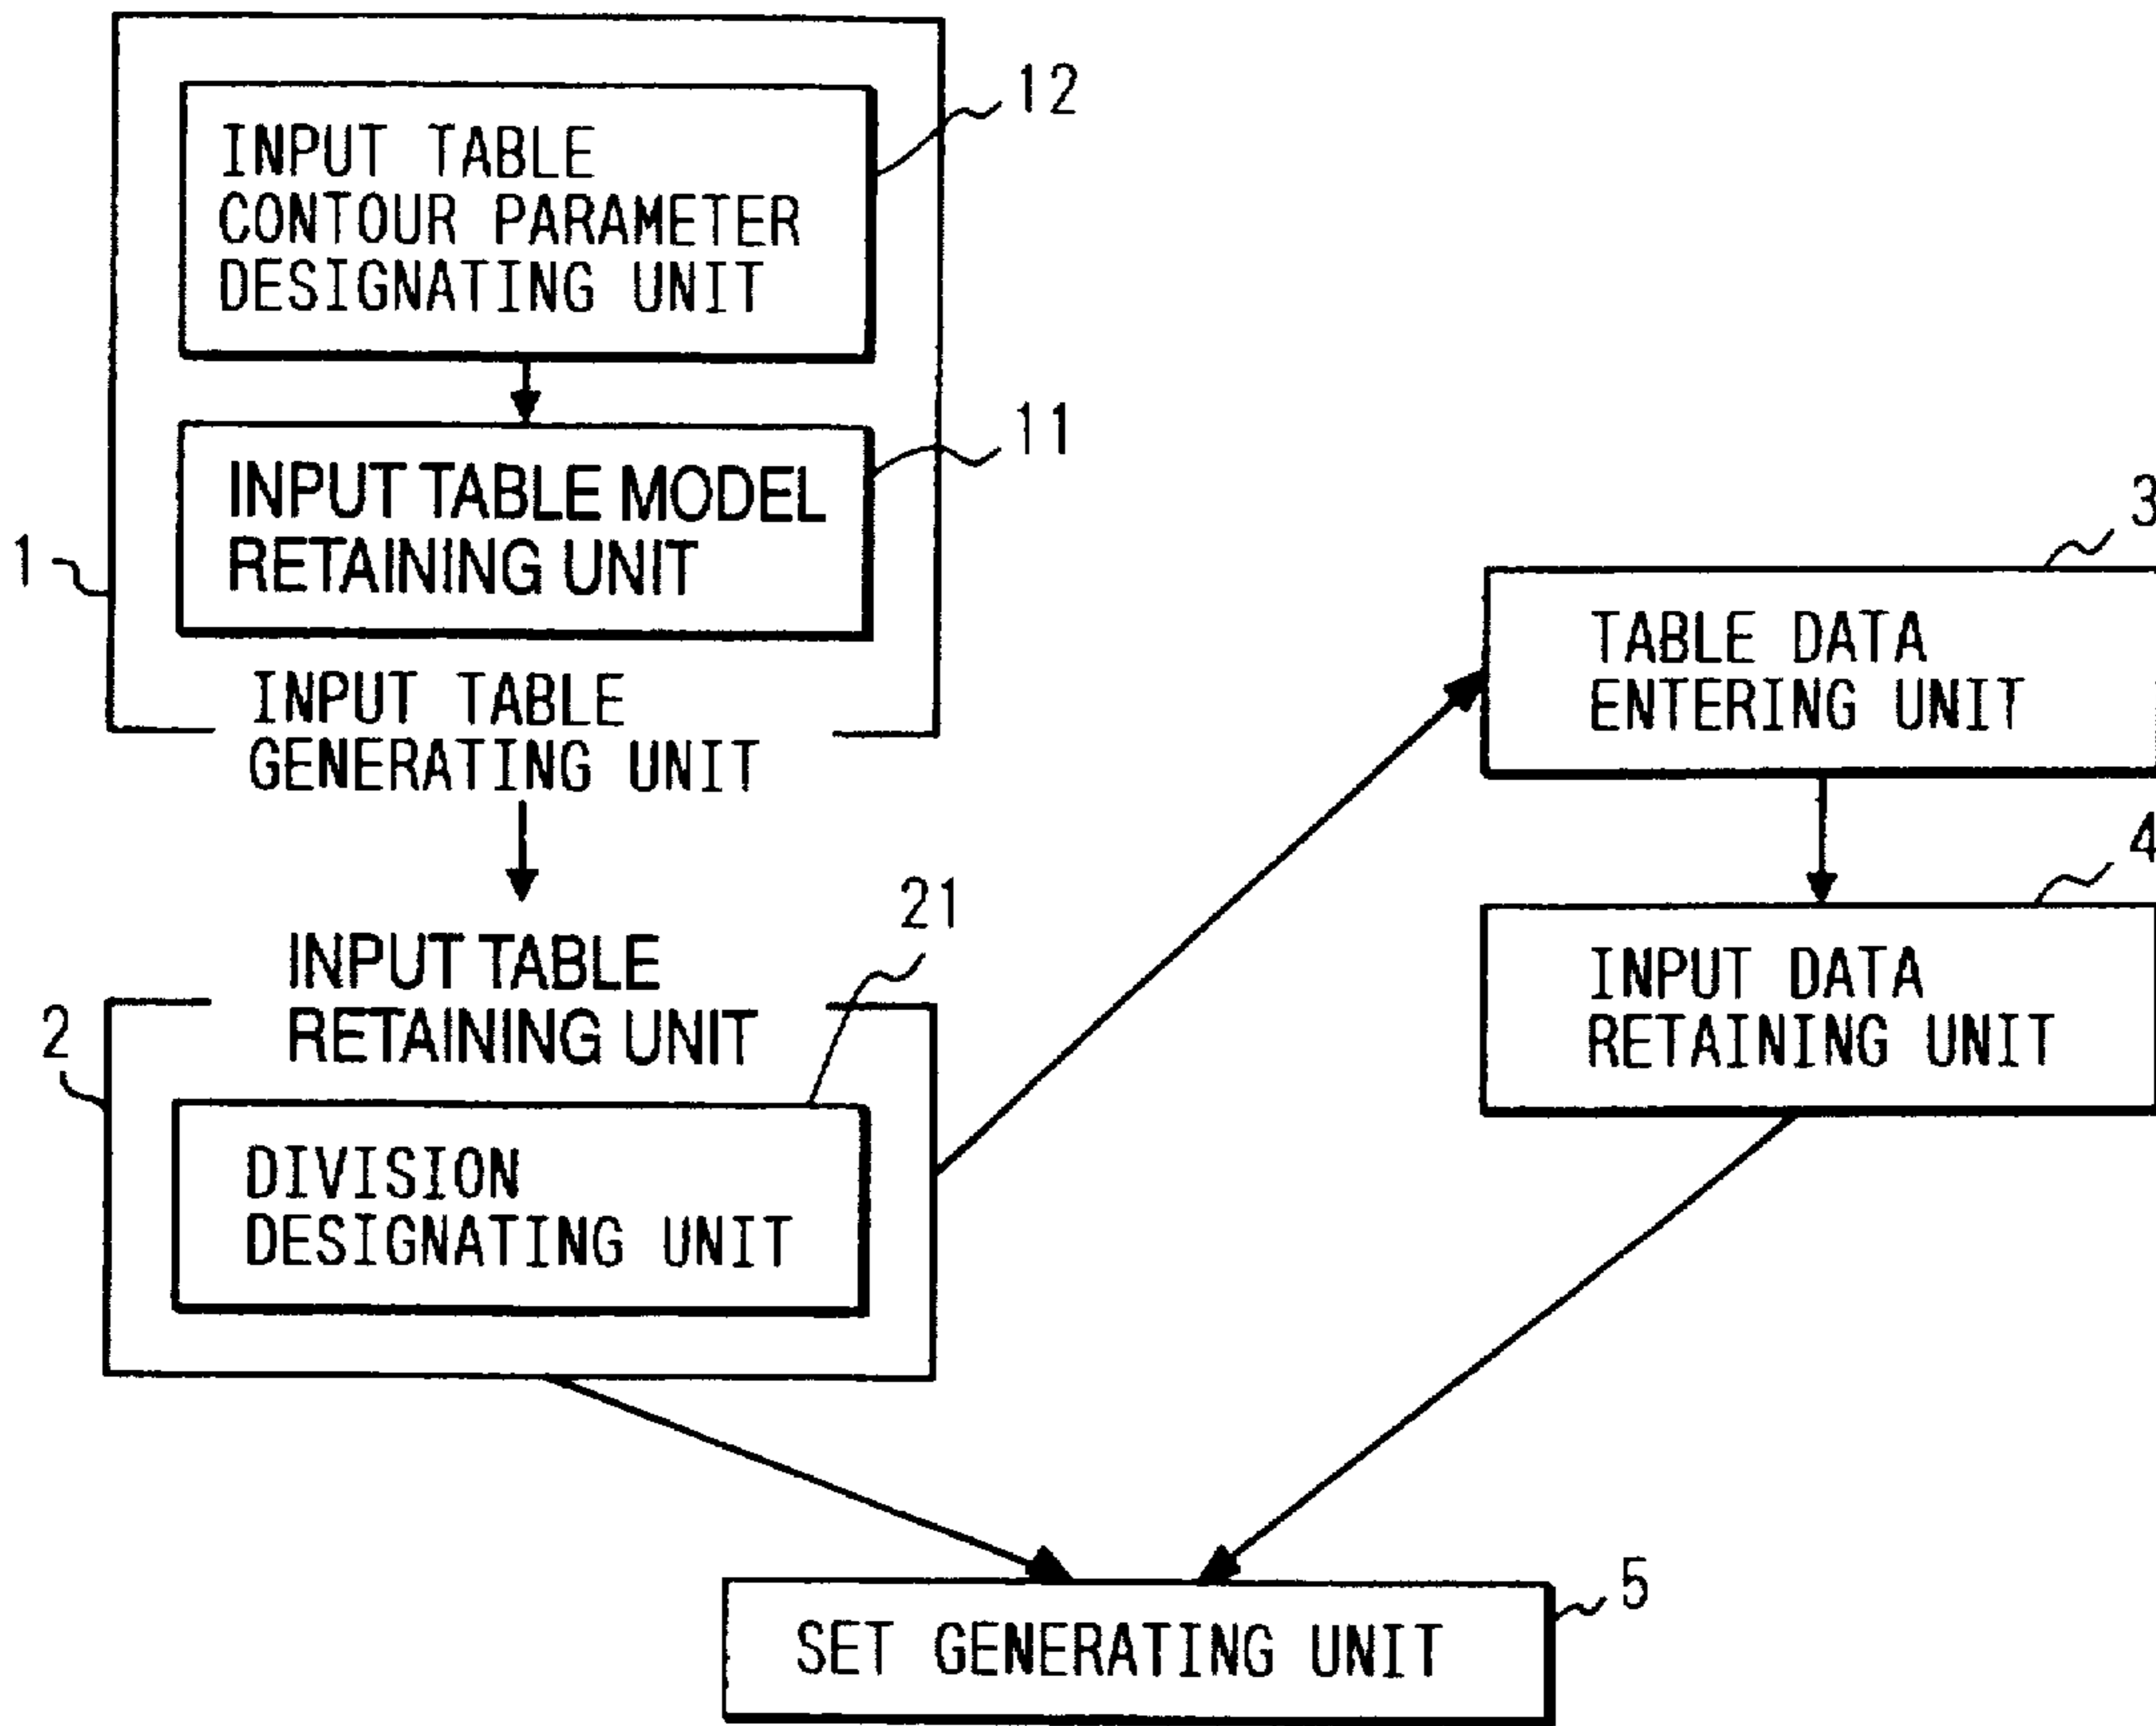 12
INPUT TABLE
CONTOUR PARAMETER
DESIGNATING UNIT
11
INPUT TABLE MODEL
RETAINING UNIT
1
INPUT TABLE
GENERATING UNIT
21
INPUT TABLE
RETAINING UNIT
2
DIVISION
DESIGNATING UNIT
3
TABLE DATA
ENTERING UNIT
4
INPUT DATA
RETAINING UNIT
5
SET GENERATING UNIT